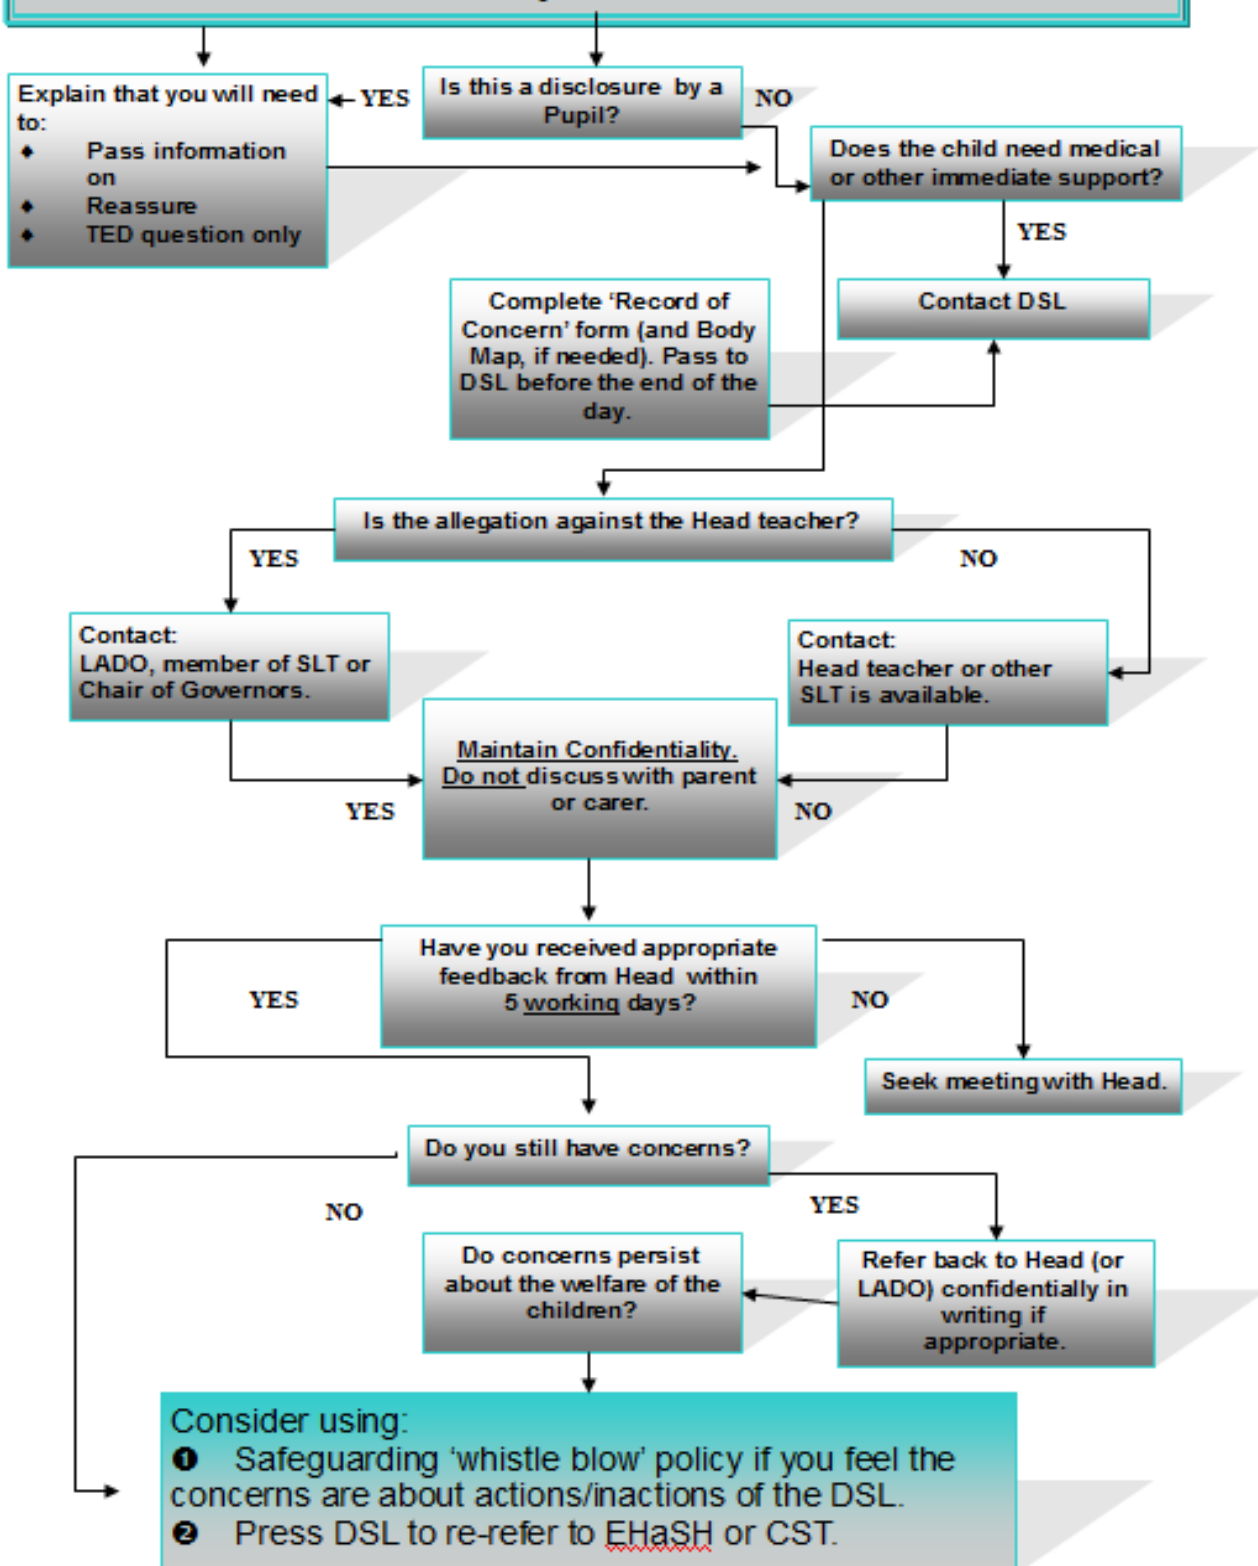 Is this a disclosure by a
Pupil?
YES
NO
Explain that you will need
to:
♦ Pass information
on
♦ Reassure
♦ TED question only
Does the child need medical
or other immediate support?
YES
Contact DSL
Complete ‘Record of
Concern’ form (and Body
Map, if needed). Pass to
DSL before the end of the
day.
Is the allegation against the Head teacher?
YES
NO
Contact:
LADO, member of SLT or
Chair of Governors.
Contact:
Head teacher or other
SLT is available.
Maintain Confidentiality.
Do not discuss with parent
or carer.
YES
NO
Have you received appropriate
feedback from Head within
5 working days?
YES
NO
Seek meeting with Head.
Do you still have concerns?
NO
YES
Do concerns persist
about the welfare of the
children?
Refer back to Head (or
LADO) confidentially in
writing if
appropriate.
Consider using:
❶ Safeguarding ‘whistle blow’ policy if you feel the
concerns are about actions/inactions of the DSL.
❷ Press DSL to re-refer to EHaSH or CST.